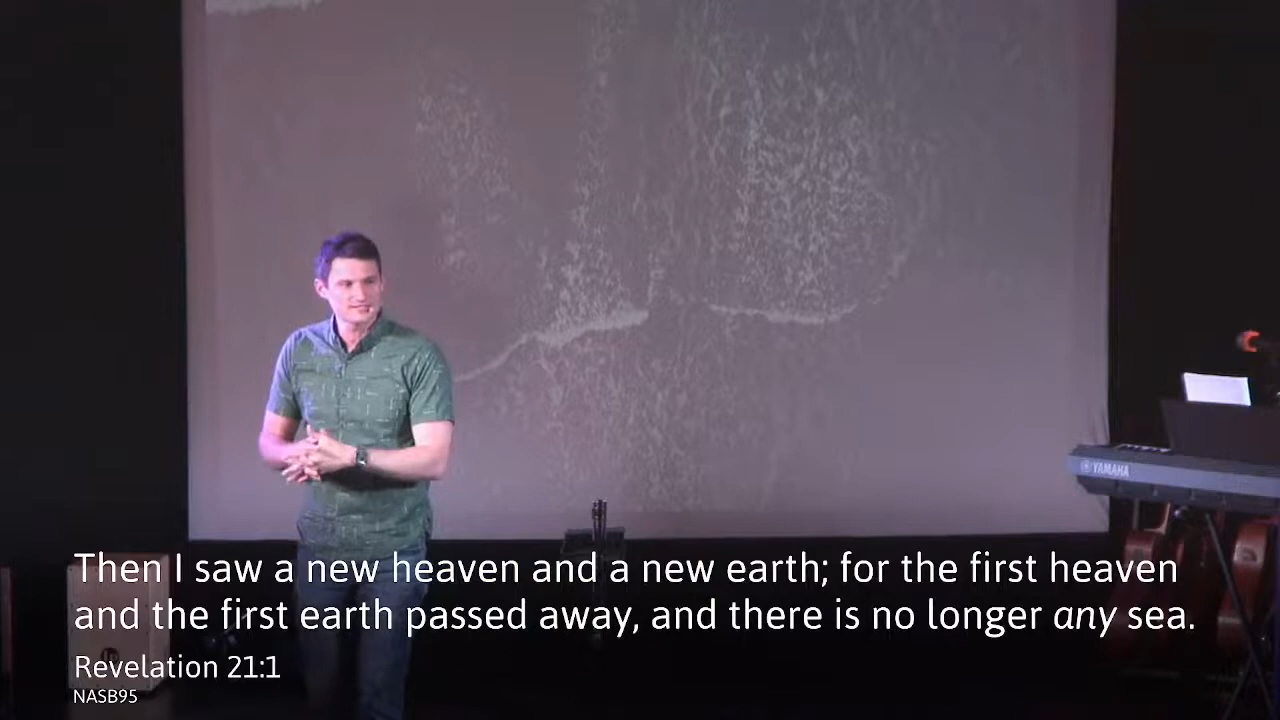 YAMAHA
Then I saw a new heaven and a new earth; for the first heaven
and the first earth passed away, and there is no longer any sea.
Revelation 21:1
NASB95